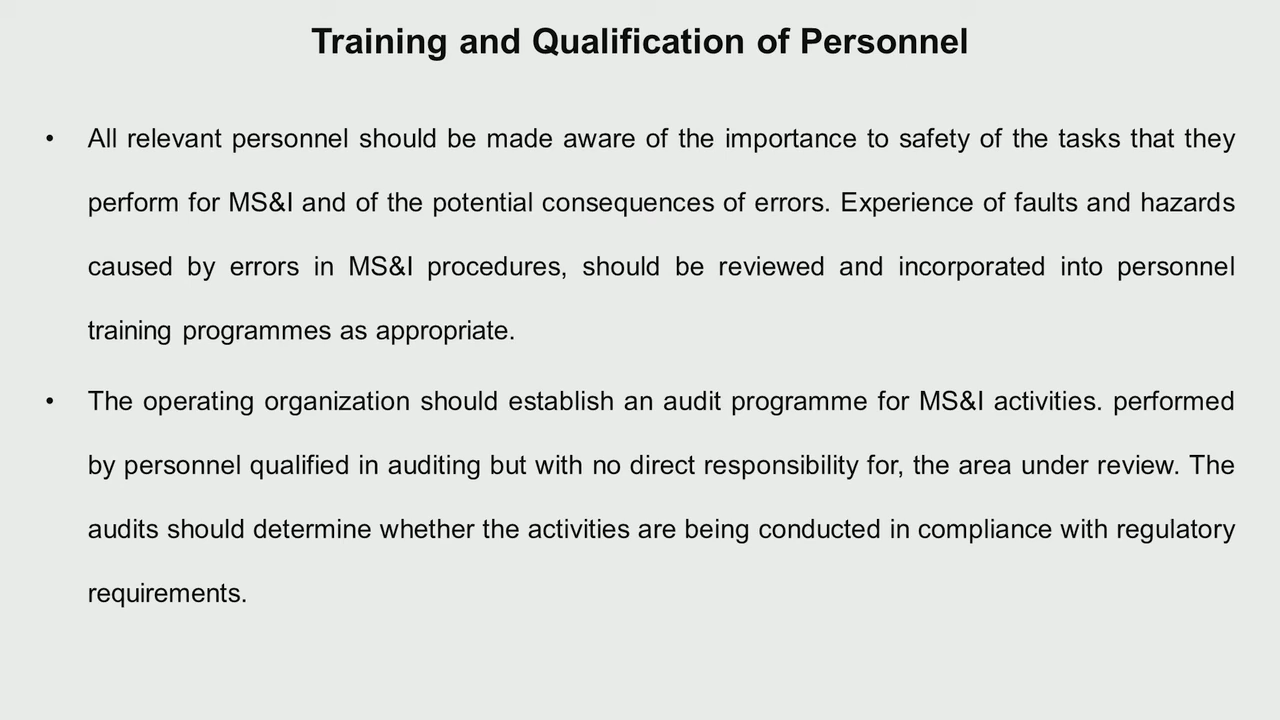 Training and Qualification of Personnel
• All relevant personnel should be made aware of the importance to safety of the tasks that they
perform for MS&I and of the potential consequences of errors. Experience of faults and hazards
caused by errors in MS&I procedures, should be reviewed and incorporated into personnel
training programmes as appropriate.
• The operating organization should establish an audit programme for MS&I activities. performed
by personnel qualified in auditing but with no direct responsibility for, the area under review. The
audits should determine whether the activities are being conducted in compliance with regulatory
requirements.